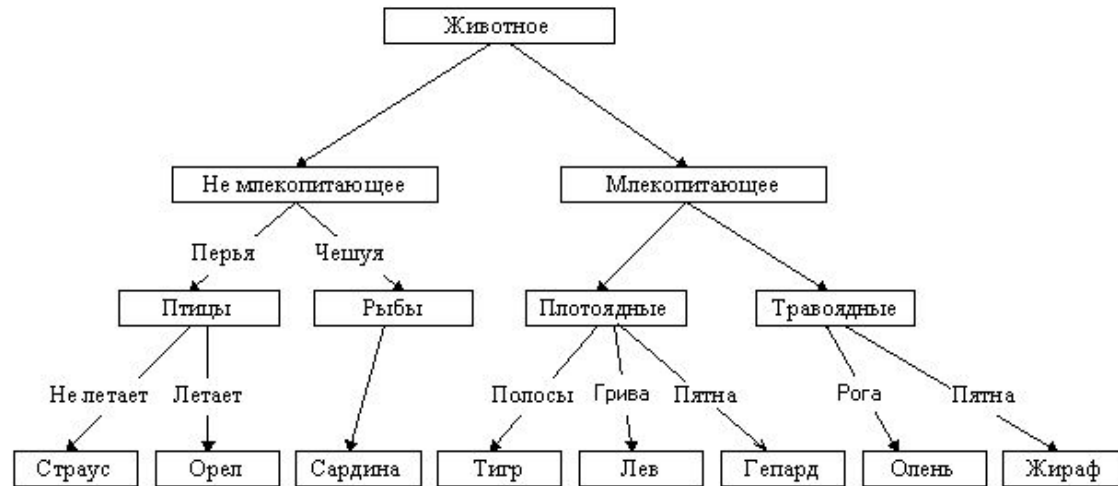 Животное
Не млекопитающее
Млекопитающее
Перья
Чешуя
Птицы
Рыбы
Плотоядные
Травоядные
Не летает
Летает
Полосы
Грива
Пятна
Рога
Пятна
Страус
Орел
Сардина
Тигр
Лев
Гепард
Олень
Жираф